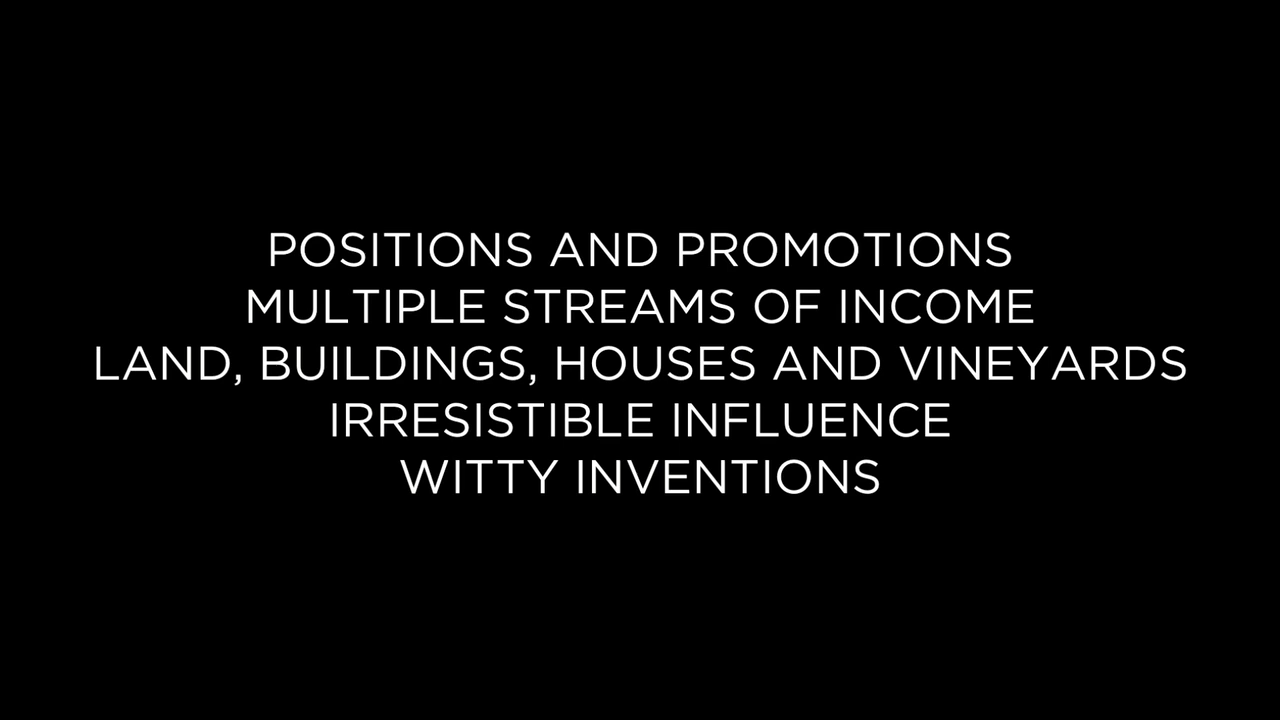 POSITIONS AND PROMOTIONS
MULTIPLE STREAMS OF INCOME
LAND, BUILDINGS, HOUSES AND VINEYARDS
IRRESISTIBLE INFLUENCE
WITTY INVENTIONS